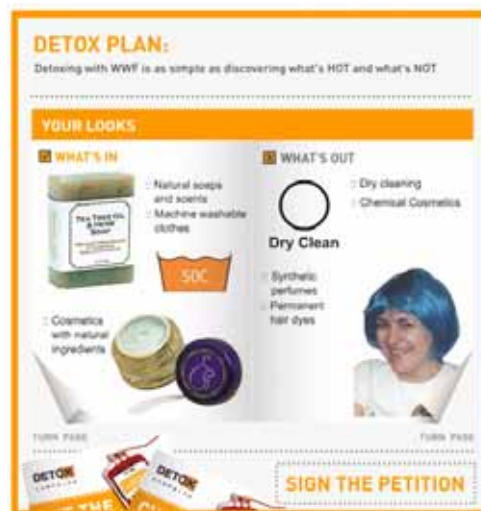 DETOX PLAN:
Detoxing with WWF is as simple as discovering what's HOT and what's NOT
YOUR LOOKS
WHAT'S IN
TEA TREE OIL
& HERB
SOAP
:: Natural soaps
and scents
:: Machine washable
clothes
50C
:: Cosmetics
with natural
ingredients
WHAT'S OUT
:: Dry cleaning
:: Chemical Cosmetics
Dry Clean
:: Synthetic
perfumes
:: Permanent
hair dyes
TURN PAGE
TURN PAGE
DETOX
DETOX
SIGN THE PETITION